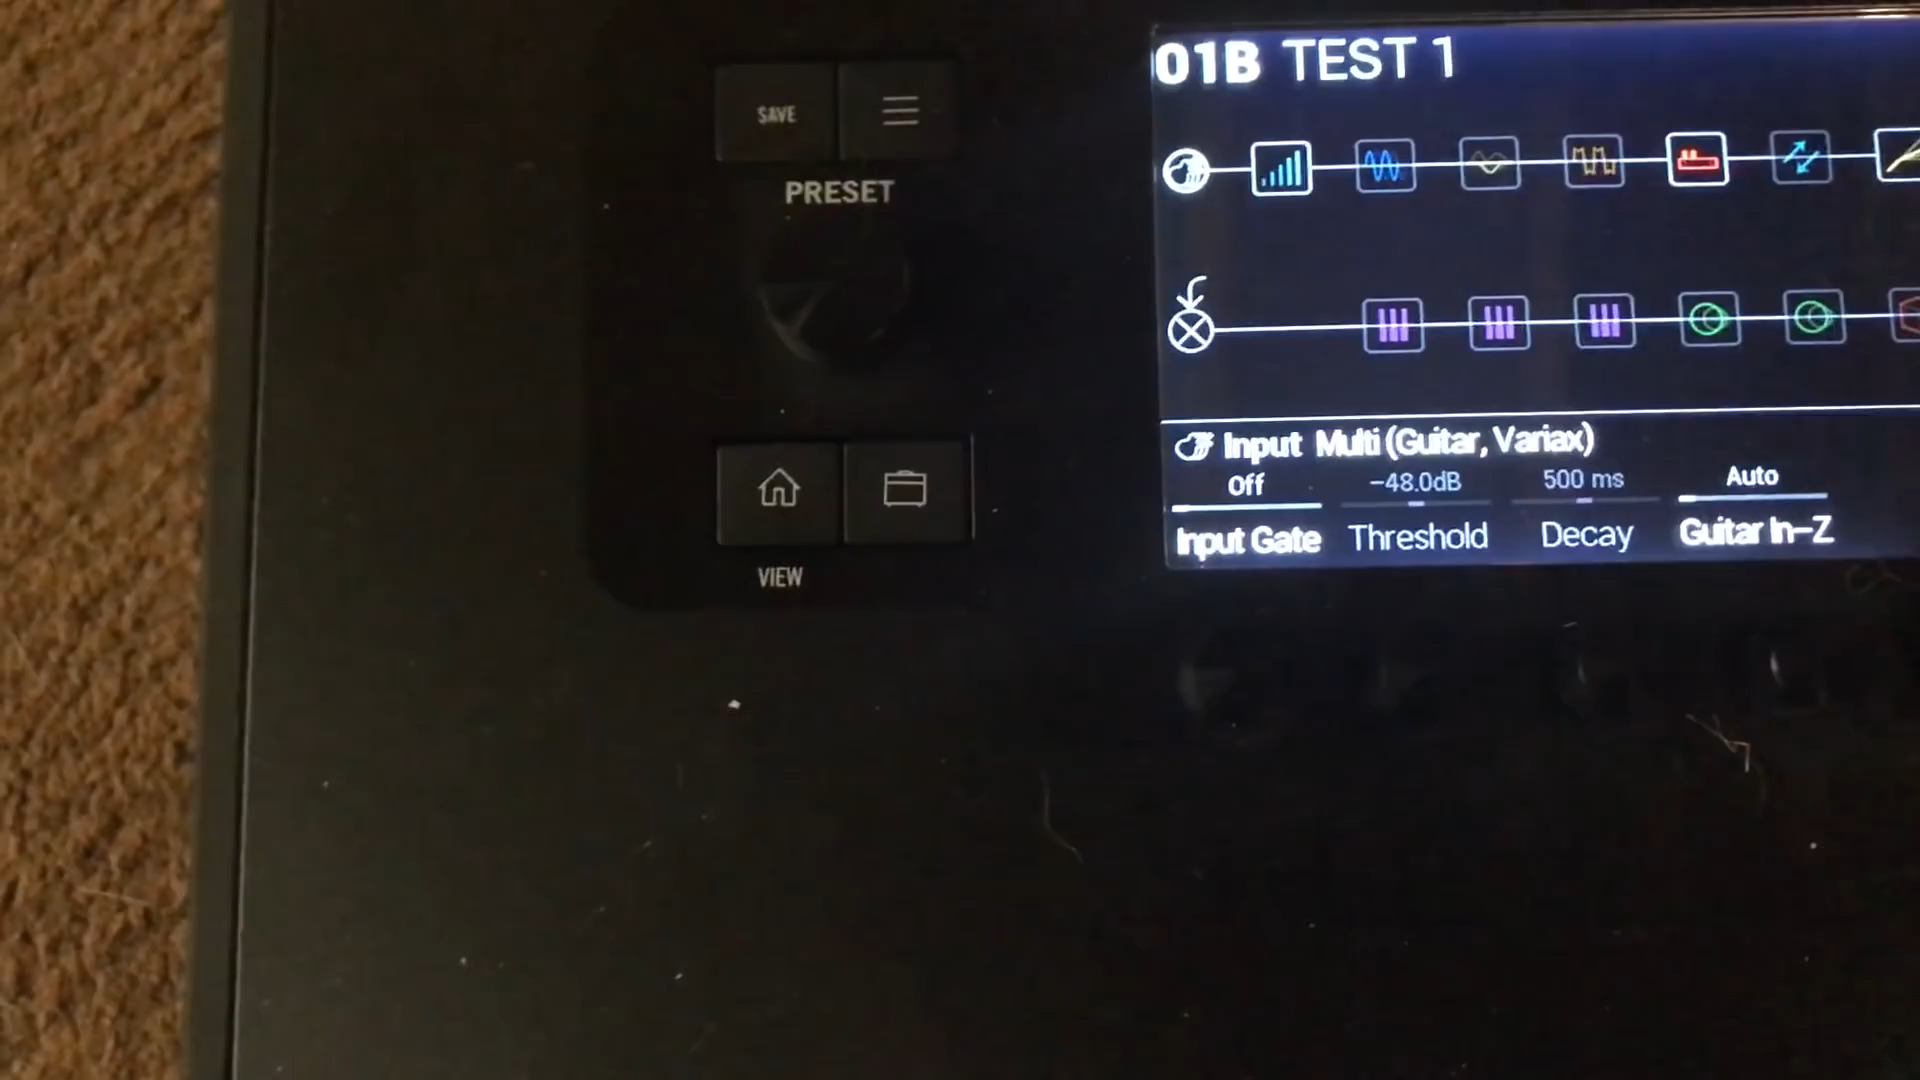 SAVE
PRESET
VIEW
01B TEST 1
Input Multi (Guitar, Variax)
Off -48.0dB 500 ms Auto
Input Gate Threshold Decay Guitar In-Z